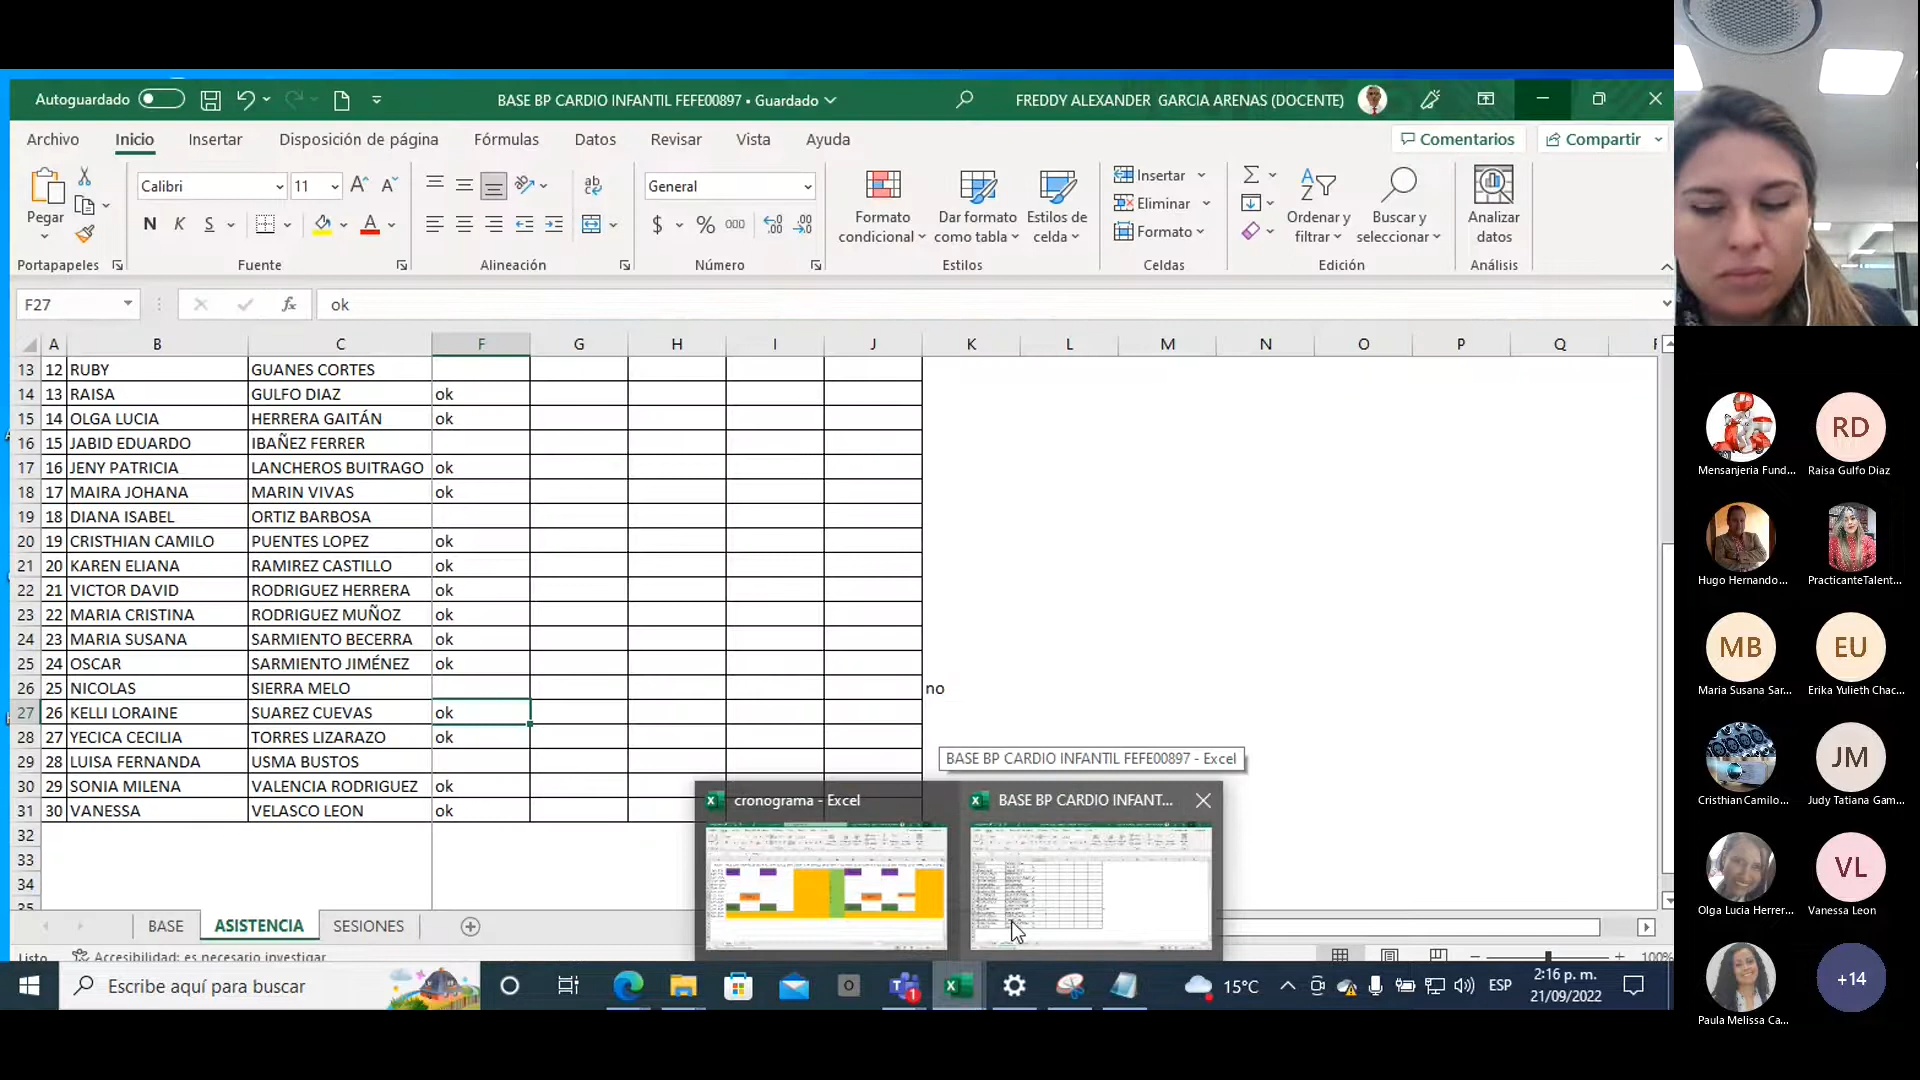 Autoguardado
BASE BP CARDIO INFANTIL FEFE00897 • Guardado
FREDDY ALEXANDER GARCIA ARENAS (DOCENTE)
Archivo Inicio Insertar Disposición de página Fórmulas Datos Revisar Vista Ayuda
Comentarios Compartir
Pegar
Calibri 11
N K S
General
$ % 000
Formato condicional
Dar formato como tabla
Estilos de celda
Insertar
Eliminar
Formato
Ordenar y filtrar
Buscar y seleccionar
Analizar datos
Portapapeles Fuente Alineación Número Estilos Celdas Edición Análisis
F27 fx ok
A B C F G H I J K L M N O P Q
13 12 RUBY GUANES CORTES
14 13 RAISA GULFO DIAZ ok
15 14 OLGA LUCIA HERRERA GAITÁN ok
16 15 JABID EDUARDO IBAÑEZ FERRER
17 16 JENY PATRICIA LANCHEROS BUITRAGO ok
18 17 MAIRA JOHANA MARIN VIVAS ok
19 18 DIANA ISABEL ORTIZ BARBOSA
20 19 CRISTHIAN CAMILO PUENTES LOPEZ ok
21 20 KAREN ELIANA RAMIREZ CASTILLO ok
22 21 VICTOR DAVID RODRIGUEZ HERRERA ok
23 22 MARIA CRISTINA RODRIGUEZ MUÑOZ ok
24 23 MARIA SUSANA SARMIENTO BECERRA ok
25 24 OSCAR SARMIENTO JIMÉNEZ ok
26 25 NICOLAS SIERRA MELO no
27 26 KELLI LORAINE SUAREZ CUEVAS ok
28 27 YECICA CECILIA TORRES LIZARAZO ok
29 28 LUISA FERNANDA USMA BUSTOS
30 29 SONIA MILENA VALENCIA RODRIGUEZ ok
31 30 VANESSA VELASCO LEON ok
32
33
34
BASE BP CARDIO INFANTIL FEFE00897 - Excel
cronograma - Excel
BASE BP CARDIO INFANT...
BASE ASISTENCIA SESIONES
Listo Accesibilidad: es necesario investigar
100%
Escribe aquí para buscar
15°C ESP
2:16 p. m.
21/09/2022
Mensanjeria Fund...
RD
Raisa Gulfo Diaz
Hugo Hernando...
PracticanteTalent...
MB
Maria Susana Sar...
EU
Erika Yulieth Chac...
Cristhian Camilo...
JM
Judy Tatiana Gam...
Olga Lucia Herrer...
VL
Vanessa Leon
Paula Melissa Ca...
+14